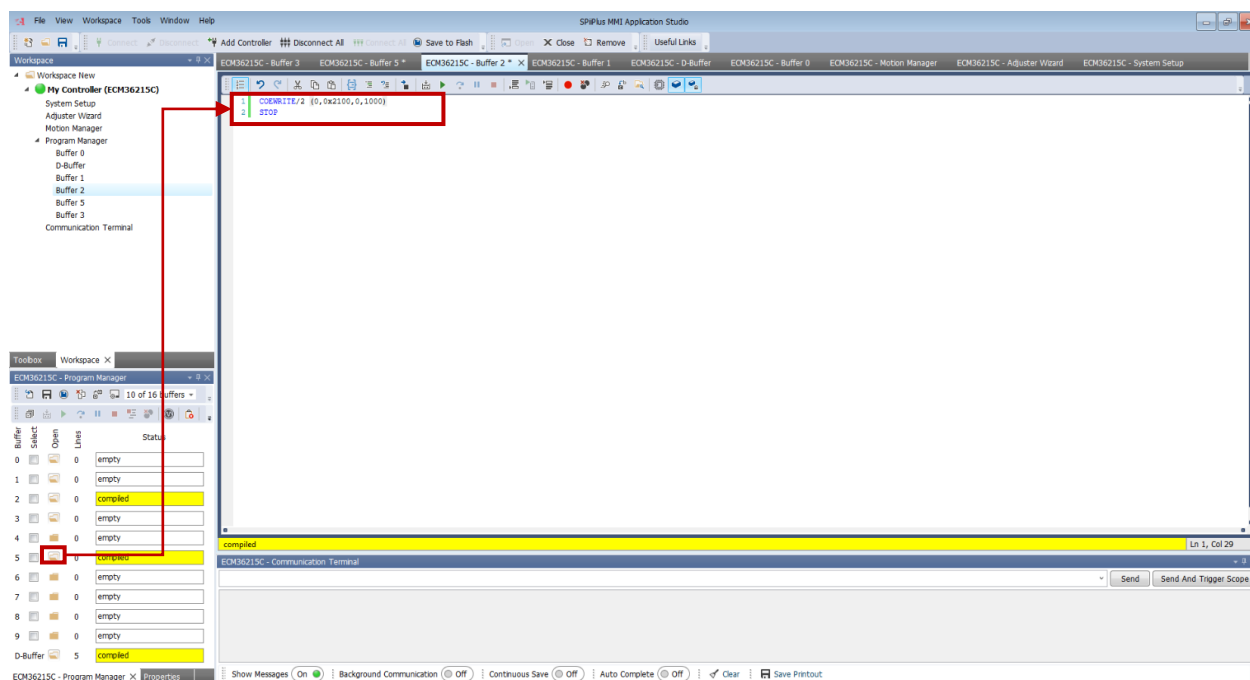 File View Workspace Tools Window Help
SPiiPlus MMI Application Studio
Connect Disconnect Add Controller Disconnect All Connect All Save to Flash Open Close Remove Useful Links
Workspace
ECM36215C - Buffer 3 ECM36215C - Buffer 5 * ECM36215C - Buffer 2 * ECM36215C - Buffer 1 ECM36215C - D-Buffer ECM36215C - Buffer 0 ECM36215C - Motion Manager ECM36215C - Adjuster Wizard ECM36215C - System Setup
Workspace New
My Controller (ECM36215C)
System Setup
Adjuster Wizard
Motion Manager
Program Manager
Buffer 0
D-Buffer
Buffer 1
Buffer 2
Buffer 5
Buffer 3
Communication Terminal
1 COEWRITE/2 (0,0x2100,0,1000)
2 STOP
Toolbox Workspace
ECM36215C - Program Manager
10 of 16 Buffers
Buffer Select Open Lines Status
0 0 empty
1 0 empty
2 0 compiled
3 0 empty
4 0 empty
5 0 compiled
6 0 empty
7 0 empty
8 0 empty
9 0 empty
D-Buffer 5 compiled
ECM36215C - Program Manager Properties
compiled Ln 1, Col 29
ECM36215C - Communication Terminal
Send Send And Trigger Scope
Show Messages On Background Communication Off Continuous Save Off Auto Complete Off Clear Save Printout